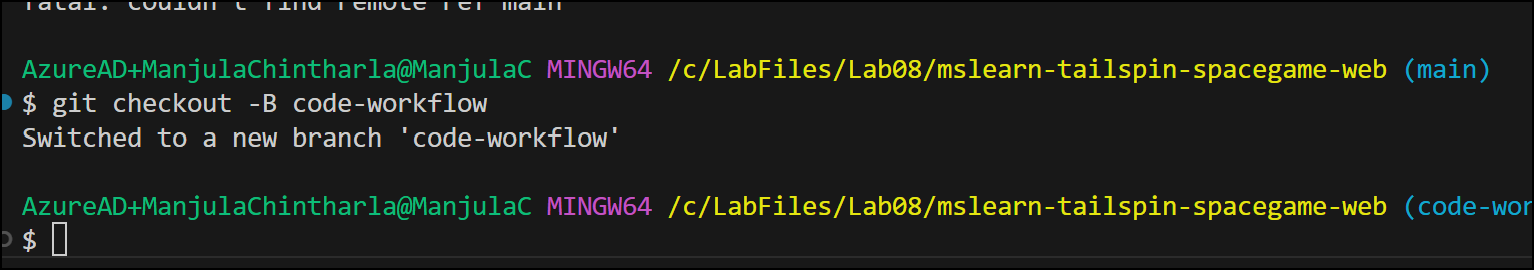 fatal: couldn't find remote ref main
AzureAD+ManjulaChintharla@ManjulaC MINGW64 /c/LabFiles/Lab08/mslearn-tailspin-spacegame-web (main)
$ git checkout -B code-workflow
Switched to a new branch 'code-workflow'
AzureAD+ManjulaChintharla@ManjulaC MINGW64 /c/LabFiles/Lab08/mslearn-tailspin-spacegame-web (code-wor
$